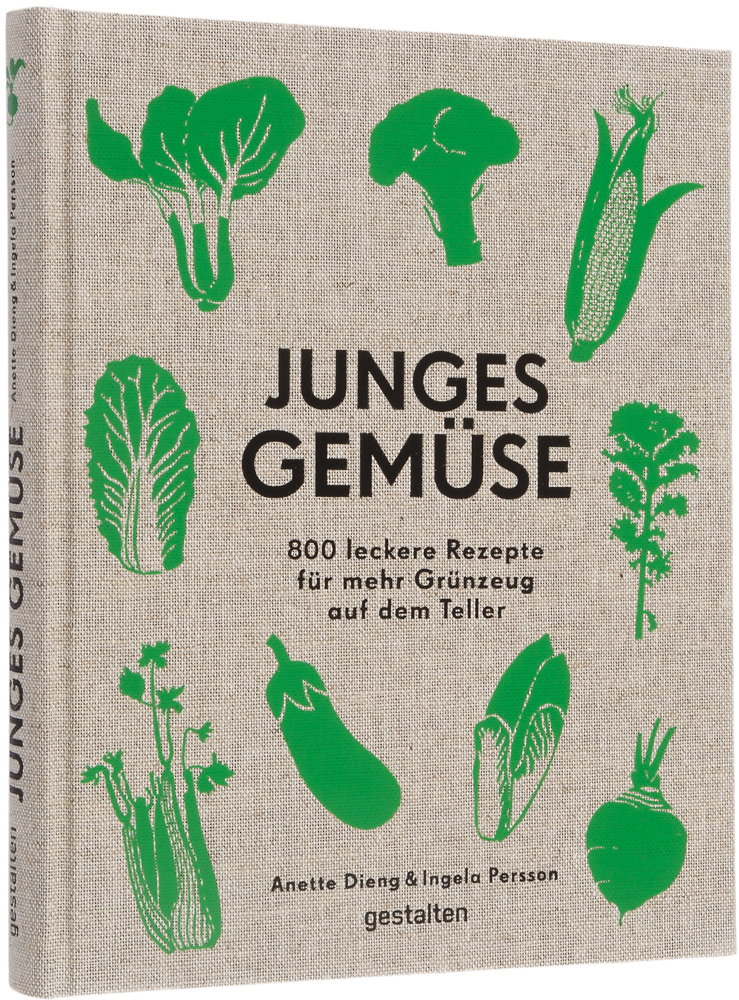 JUNGES
GEMÜSE
800 leckere Rezepte
für mehr Grünzeug
auf dem Teller
Anette Dieng & Ingela Persson
gestalten
Anette Dieng & Ingela Persson
JUNGES GEMÜSE
gestalten